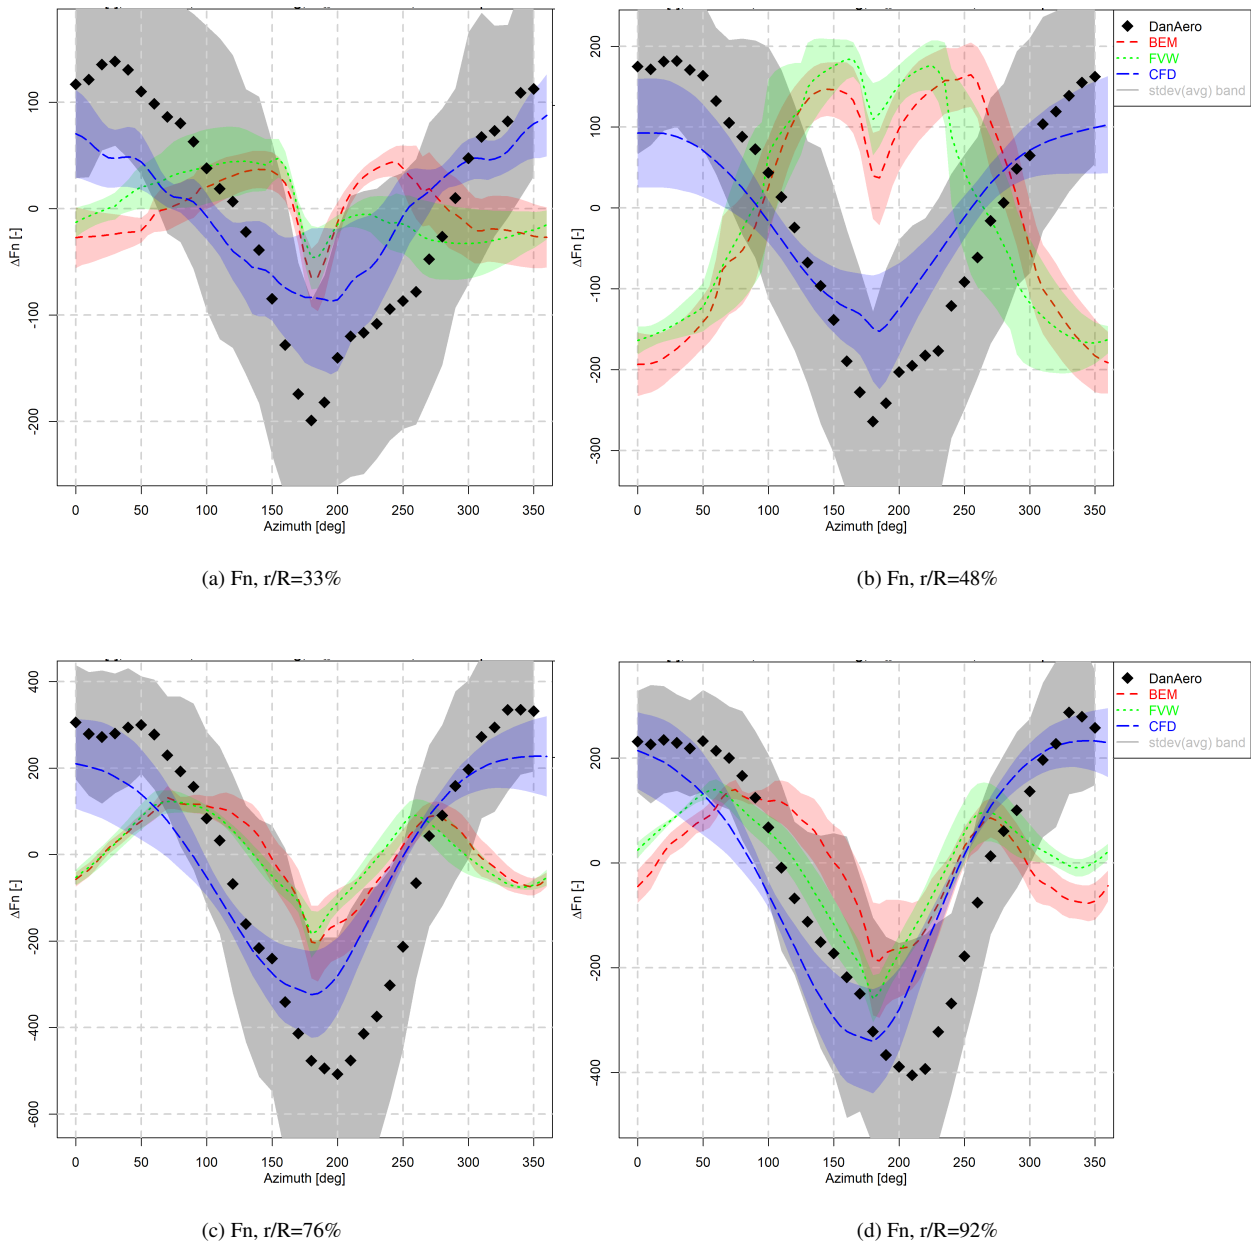 100
0
-100
-200
ΔFn [-]
0 50 100 150 200 250 300 350
Azimuth [deg]
(a) Fn, r/R=33%
200
100
0
-100
-200
-300
ΔFn [-]
0 50 100 150 200 250 300 350
Azimuth [deg]
(b) Fn, r/R=48%
DanAero
BEM
FVW
CFD
stdev(avg) band
400
200
0
-200
-400
-600
ΔFn [-]
0 50 100 150 200 250 300 350
Azimuth [deg]
(c) Fn, r/R=76%
200
0
-200
-400
ΔFn [-]
0 50 100 150 200 250 300 350
Azimuth [deg]
(d) Fn, r/R=92%
DanAero
BEM
FVW
CFD
stdev(avg) band